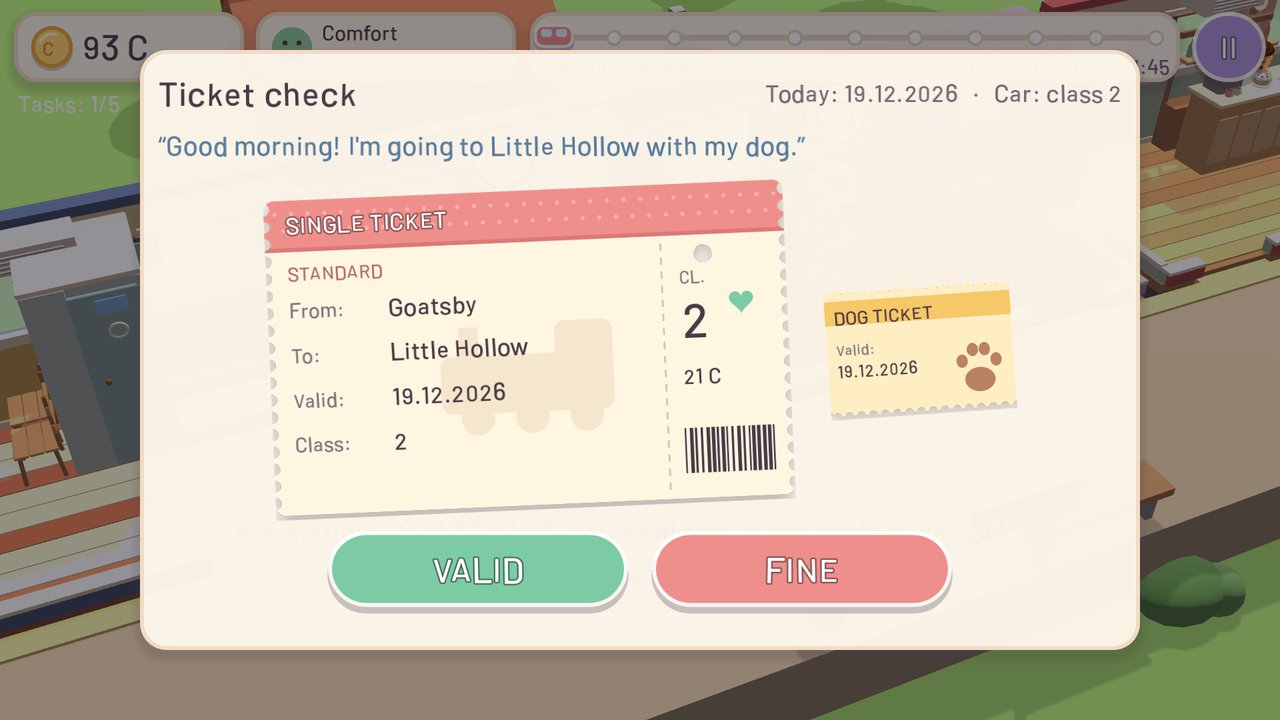 93 C
Comfort
:45
Tasks: 1/5
Station: Goatsby
Ticket check
Today: 19.12.2026 · Car: class 2
“Good morning! I'm going to Little Hollow with my dog.”
SINGLE TICKET
STANDARD
From: Goatsby
To: Little Hollow
Valid: 19.12.2026
Class: 2
CL.
2
21 C
DOG TICKET
Valid:
19.12.2026
VALID
FINE